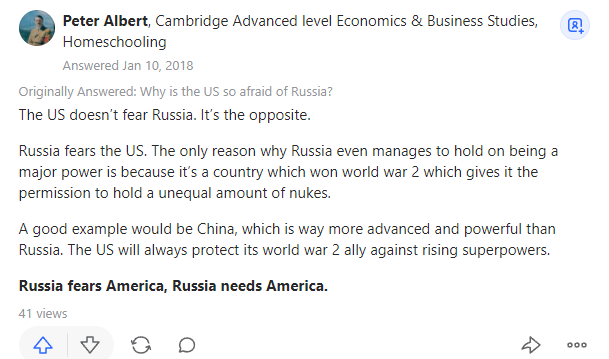 Peter Albert, Cambridge Advanced level Economics & Business Studies,
Homeschooling
Answered Jan 10, 2018
Originally Answered: Why is the US so afraid of Russia?
The US doesn’t fear Russia. It’s the opposite.
Russia fears the US. The only reason why Russia even manages to hold on being a
major power is because it’s a country which won world war 2 which gives it the
permission to hold a unequal amount of nukes.
A good example would be China, which is way more advanced and powerful than
Russia. The US will always protect its world war 2 ally against rising superpowers.
Russia fears America, Russia needs America.
41 views